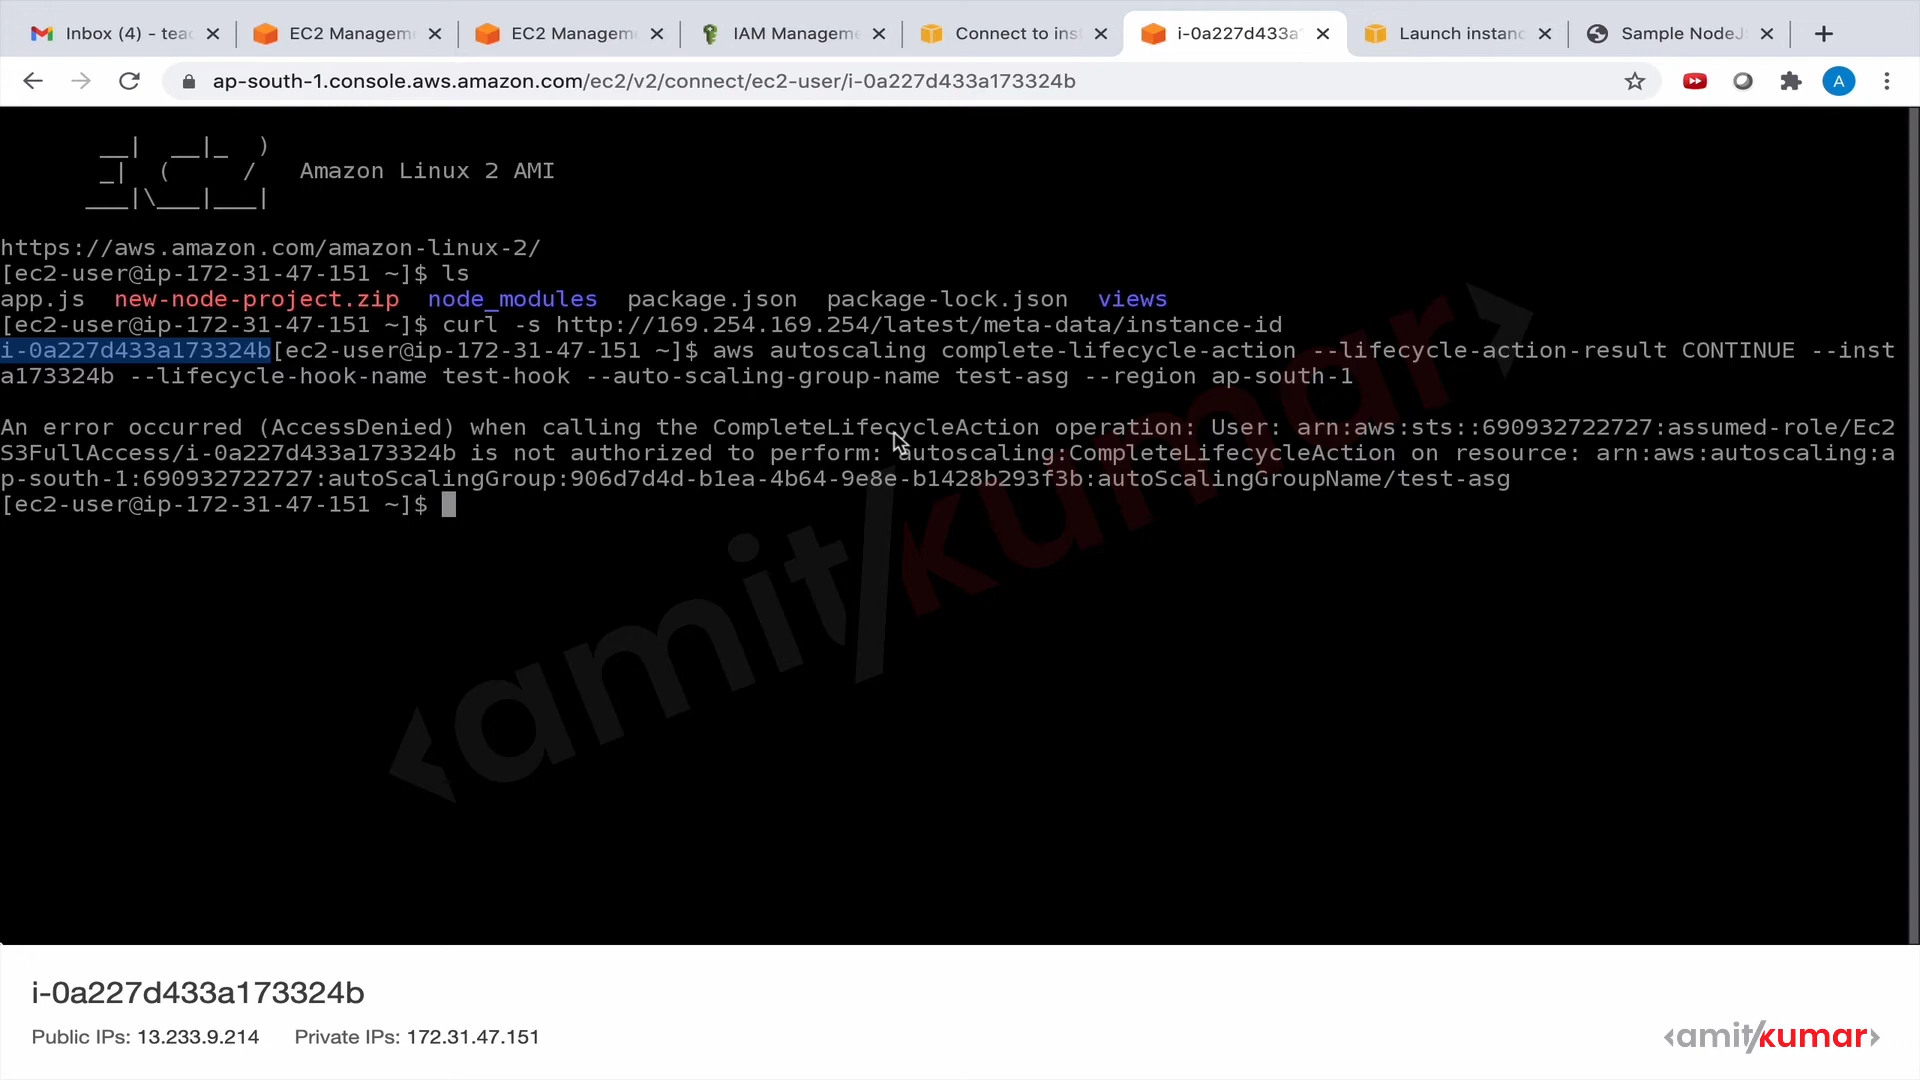 Inbox (4) - tea
EC2 Managem
EC2 Managem
IAM Managem
Connect to ins
i-0a227d433a
Launch instanc
Sample NodeJ
ap-south-1.console.aws.amazon.com/ec2/v2/connect/ec2-user/i-0a227d433a173324b
A
__|  __|_  )
_|  (     /   Amazon Linux 2 AMI
___|\___|___|
https://aws.amazon.com/amazon-linux-2/
[ec2-user@ip-172-31-47-151 ~]$ ls
app.js  new-node-project.zip  node_modules  package.json  package-lock.json  views
[ec2-user@ip-172-31-47-151 ~]$ curl -s http://169.254.169.254/latest/meta-data/instance-id
i-0a227d433a173324b[ec2-user@ip-172-31-47-151 ~]$ aws autoscaling complete-lifecycle-action --lifecycle-action-result CONTINUE --inst
a173324b --lifecycle-hook-name test-hook --auto-scaling-group-name test-asg --region ap-south-1
An error occurred (AccessDenied) when calling the CompleteLifecycleAction operation: User: arn:aws:sts::690932722727:assumed-role/Ec2
S3FullAccess/i-0a227d433a173324b is not authorized to perform: autoscaling:CompleteLifecycleAction on resource: arn:aws:autoscaling:a
p-south-1:690932722727:autoScalingGroup:906d7d4d-b1ea-4b64-9e8e-b1428b293f3b:autoScalingGroupName/test-asg
[ec2-user@ip-172-31-47-151 ~]$
<amit/kumar>
i-0a227d433a173324b
Public IPs: 13.233.9.214 Private IPs: 172.31.47.151
<amit/kumar>